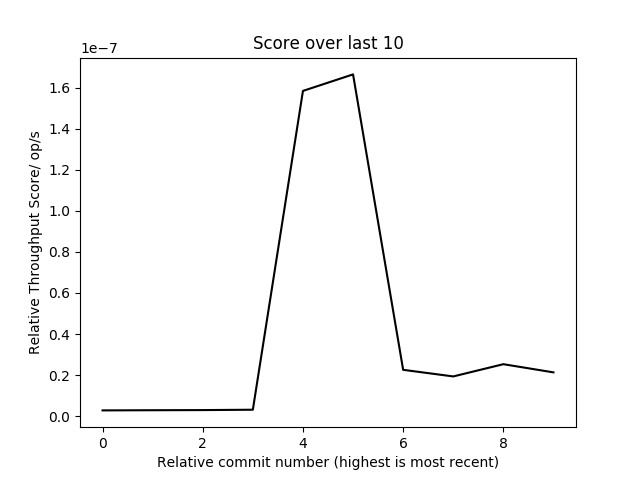 Score over last 10
1e−7
1.6
1.4
1.2
1.0
0.8
0.6
0.4
0.2
0.0
Relative Throughput Score/ op/s
0 2 4 6 8
Relative commit number (highest is most recent)